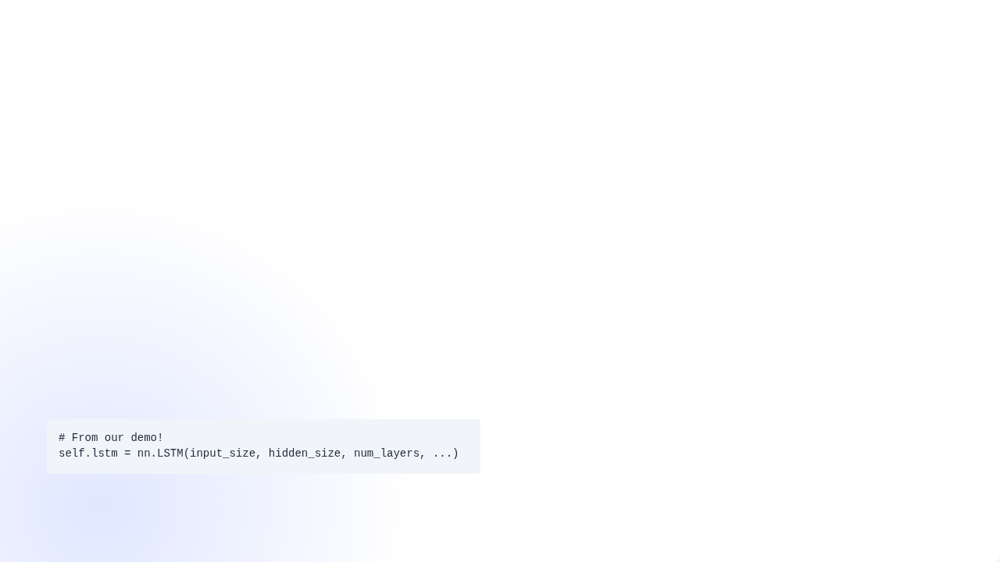 # From our demo!
self.lstm = nn.LSTM(input_size, hidden_size, num_layers, ...)